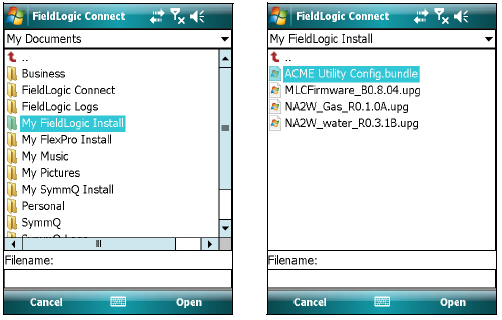 FieldLogic Connect
My Documents
..
Business
FieldLogic Connect
FieldLogic Logs
My FieldLogic Install
My FlexPro Install
My Music
My Pictures
My SymmQ Install
Personal
SymmQ
SymmQ Logs
Filename:
Cancel Open
FieldLogic Connect
My FieldLogic Install
..
ACME Utility Config.bundle
MLCFirmware_B0.8.04.upg
NA2W_Gas_R0.1.0A.upg
NA2W_water_R0.3.1B.upg
Filename:
Cancel Open